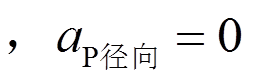 ，a_{P径向} = 0